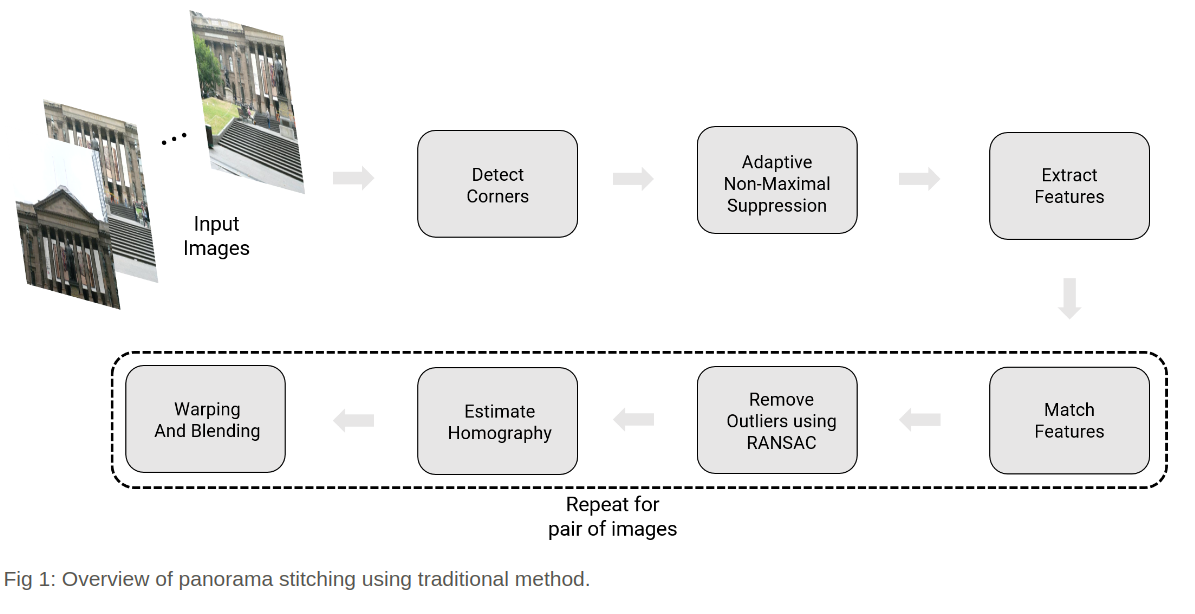 Input
Images
Detect
Corners
Adaptive
Non-Maximal
Suppression
Extract
Features
Match
Features
Remove
Outliers using
RANSAC
Estimate
Homography
Warping
And Blending
Repeat for
pair of images
Fig 1: Overview of panorama stitching using traditional method.